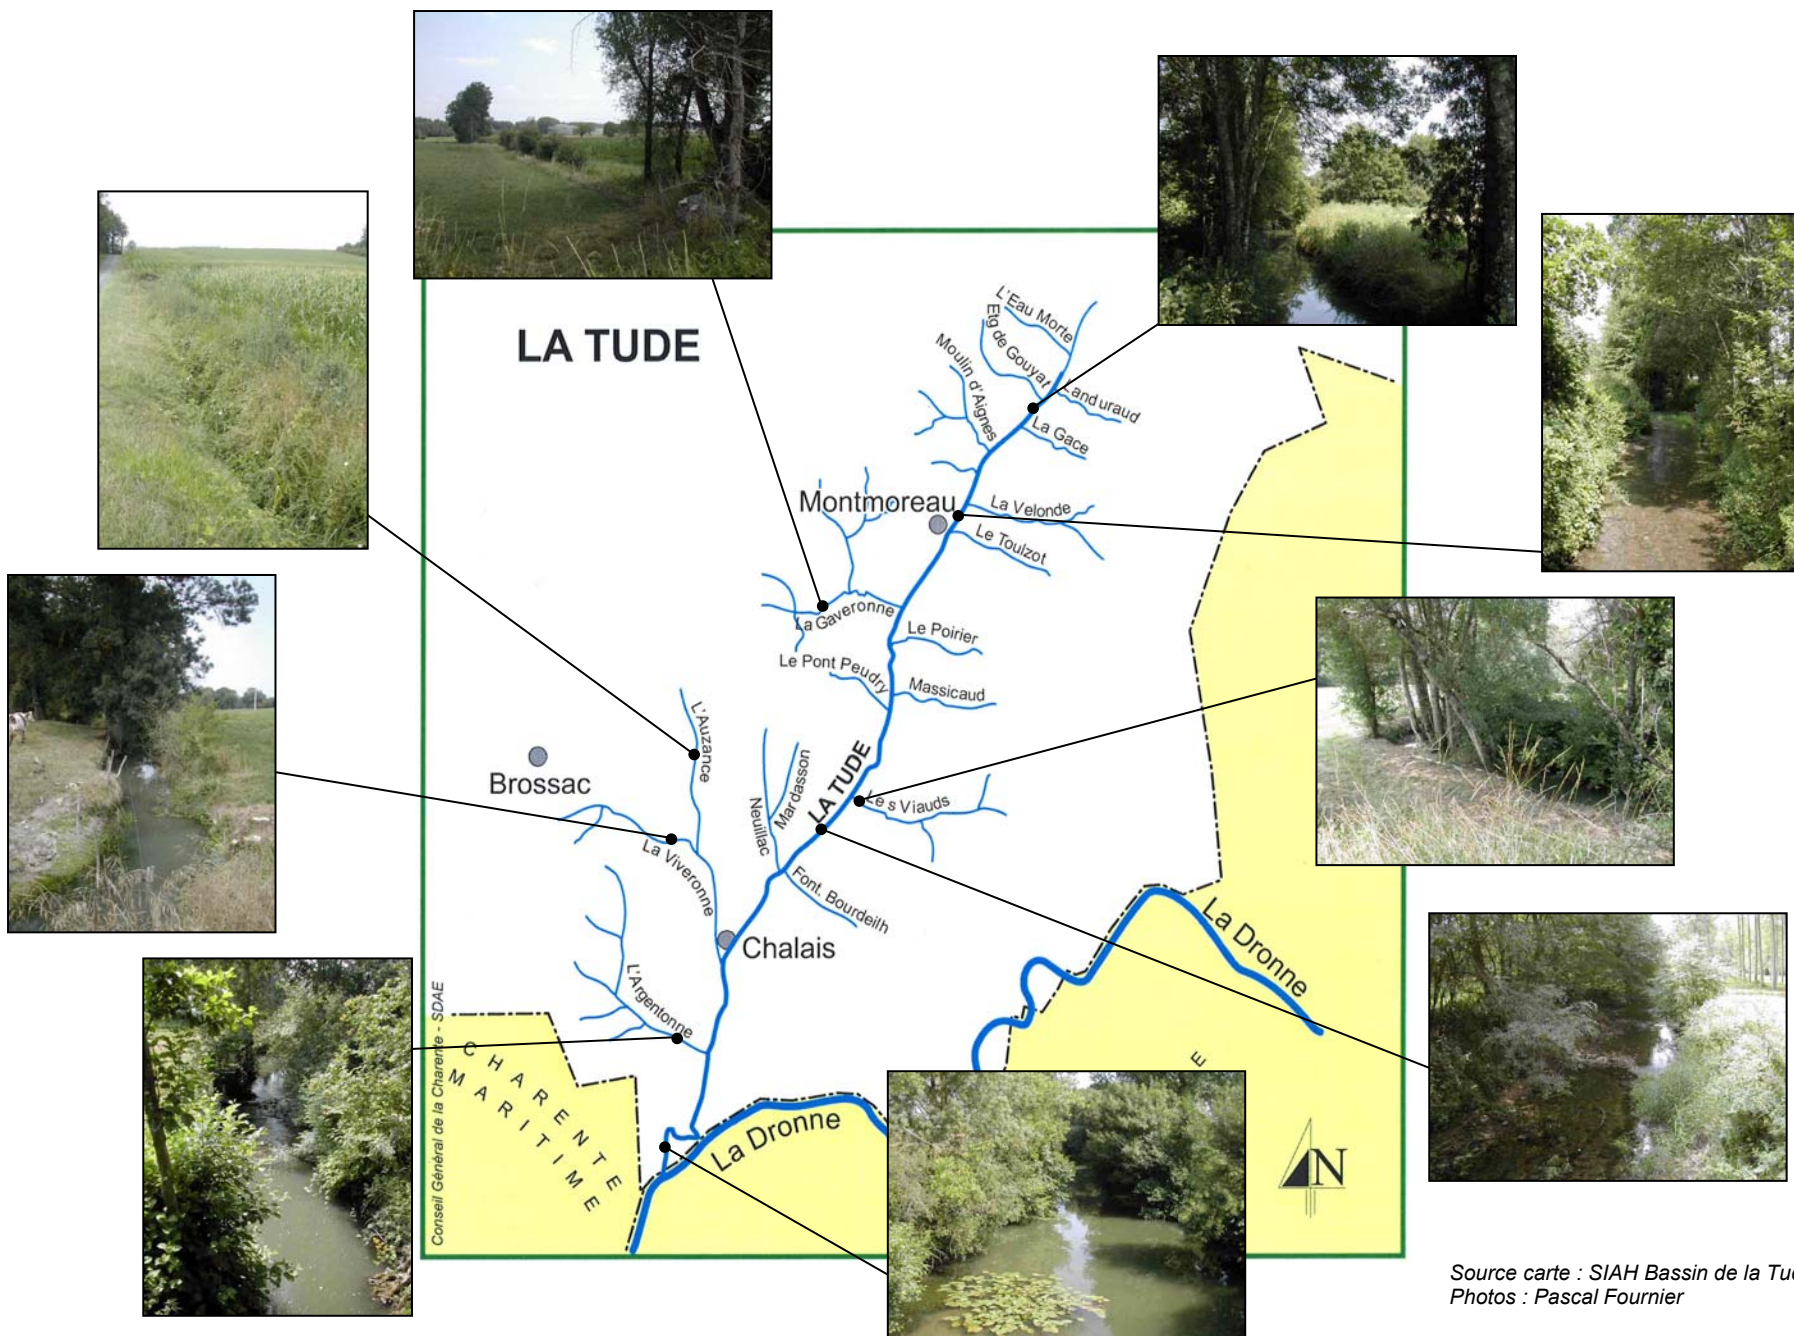 LA TUDE
L'Eau Morte
Etg de Gouyat
Moulin d'Aignes
Landuraud
La Gace
Montmoreau
La Velonde
Le Toulzot
La Gaveronne
Le Poirier
Le Pont Peudry
Massicaud
L'Auzance
Brossac
Mardasson
Neuillac
LA TUDE
Les Viauds
La Viveronne
Font. Bourdeilh
Chalais
La Dronne
L'Argentonne
CHARENTE
MARITIME
E
La Dronne
N
Conseil Général de la Charente - SDAE
Source carte : SIAH Bassin de la Tu
Photos : Pascal Fournier